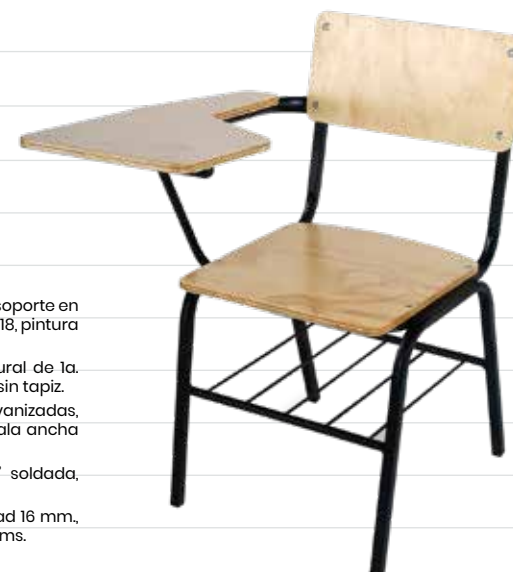 soporte en
18, pintura
ural de 1a.
sin tapiz.
vanizadas,
ala ancha
soldada,
ad 16 mm.,
ms.